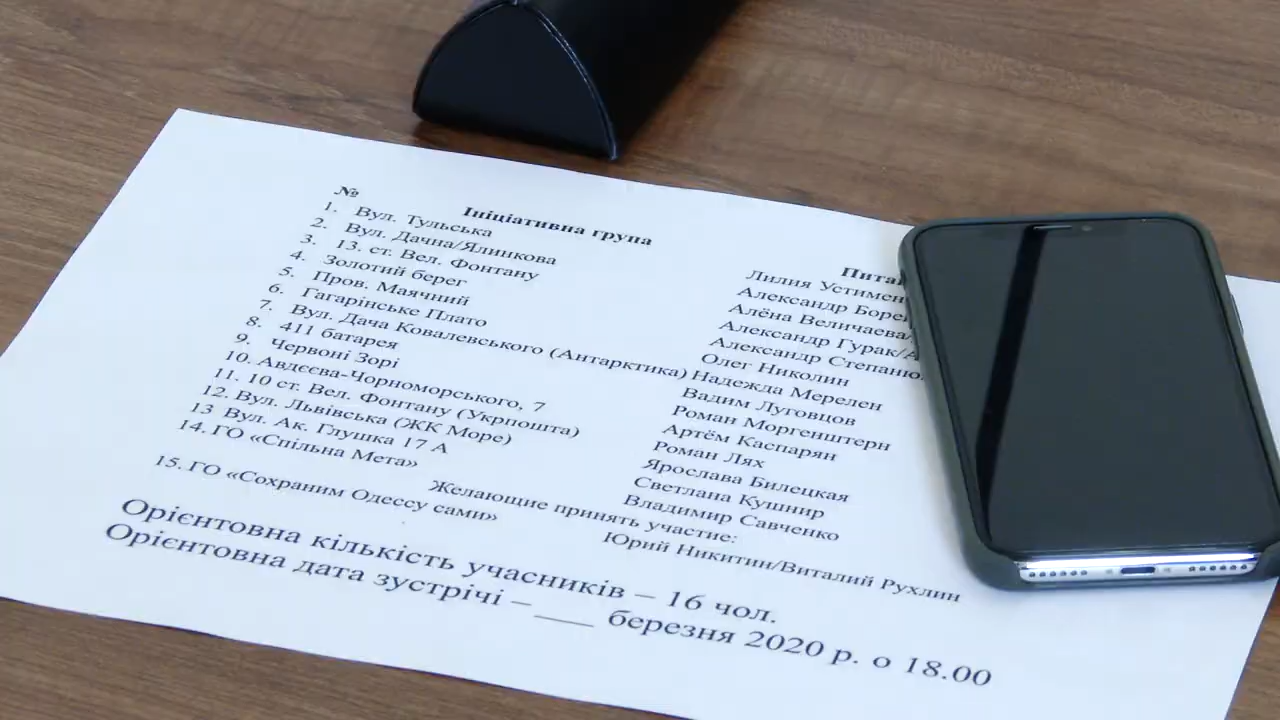 № Ініціативна група
1. Вул. Тульська Лилия
2. Вул. Дачна/Ялинкова Александр
3. 13. ст. Вел. Фонтану Алёна Величаева/
4. Золотий берег Александр Гурак/
5. Пров. Маячний Александр
6. Гагарінське Плато Олег Николин
7. Вул. Дача Ковалевського (Антарктика) Надежда Мерелен
8. 411 батарея Вадим Луговцов
9. Червоні Зорі Роман Моргенштерн
10. Авдєєва-Чорноморського, 7 Артём Каспарян
11. 10 ст. Вел. Фонтану (Укрпошта) Роман Лях
12. Вул. Львівська (ЖК Море) Ярослава Билецкая
13 Вул. Ак. Глушка 17 А Светлана Кушнир
14. ГО «Спільна Мета» Владимир Савченко
Желающие принять участие:
15. ГО «Сохраним Одессу сами» Юрий Никитин/Виталий Рухлин
Орієнтовна кількість учасників – 16 чол.
Орієнтовна дата зустрічі – ___ березня 2020 р. о 18.00